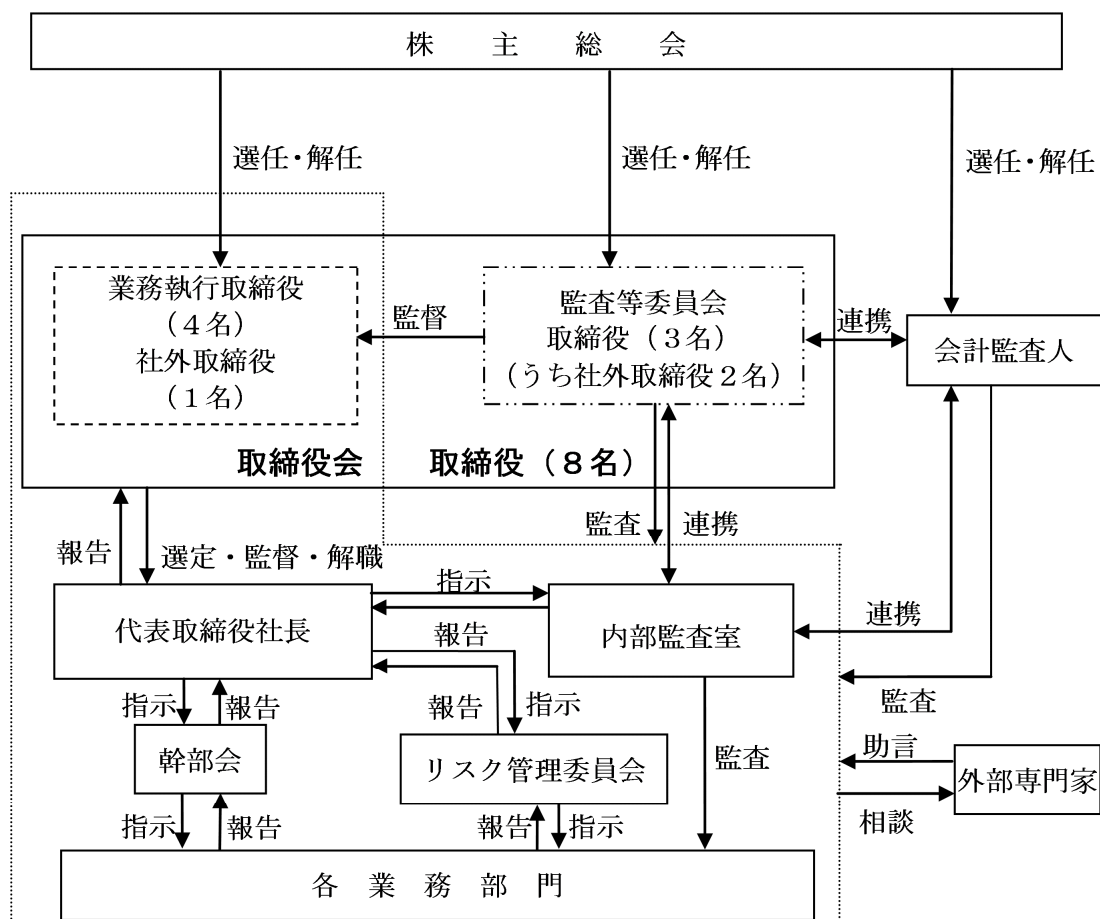 株主総会
選任・解任
選任・解任
選任・解任
業務執行取締役
（４名）
社外取締役
（１名）
監督
監査等委員会
取締役（３名）
（うち社外取締役２名）
連携
会計監査人
取締役会
取締役（８名）
報告
選定・監督・解職
監査
連携
指示
代表取締役社長
報告
内部監査室
連携
監査
指示
報告
報告
指示
幹部会
リスク管理委員会
監査
助言
外部専門家
相談
指示
報告
報告
指示
各業務部門